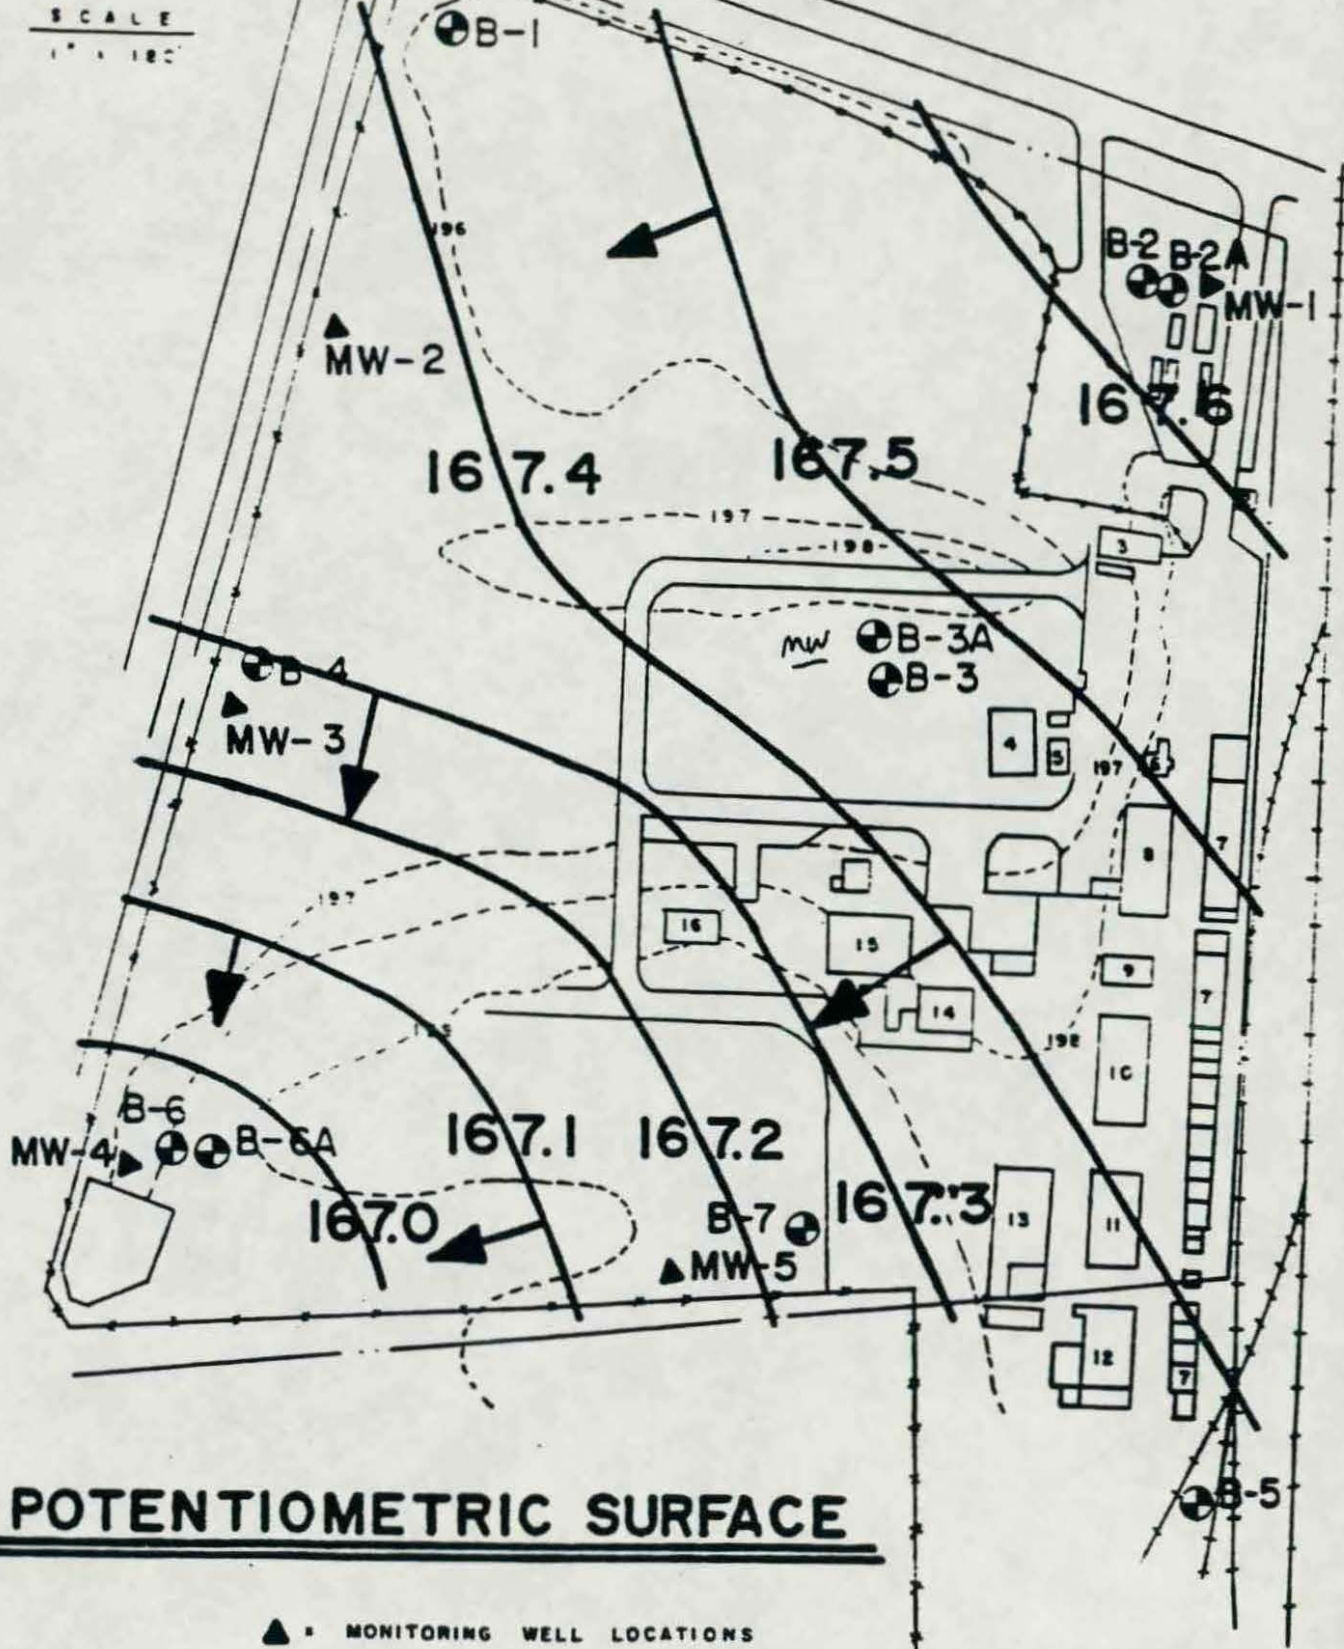 SCALE
1" = 180'
B-1
196
B-2 B-2A
MW-1
MW-2
167.6
167.4 167.5
197
198
3
mw B-3A
B-3
B-4
MW-3
4 5 197 6
7
8
197
16 15
9
7
14
198
10
B-6
MW-4 B-6A 167.1 167.2
167.0 B-7 167.3 13 11
MW-5
12
7
B-5
POTENTIOMETRIC SURFACE
▲ = MONITORING WELL LOCATIONS